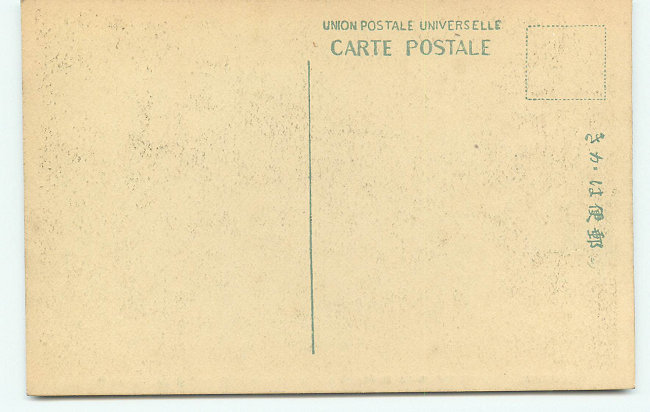 UNION POSTALE UNIVERSELLE
CARTE POSTALE
きかは便郵